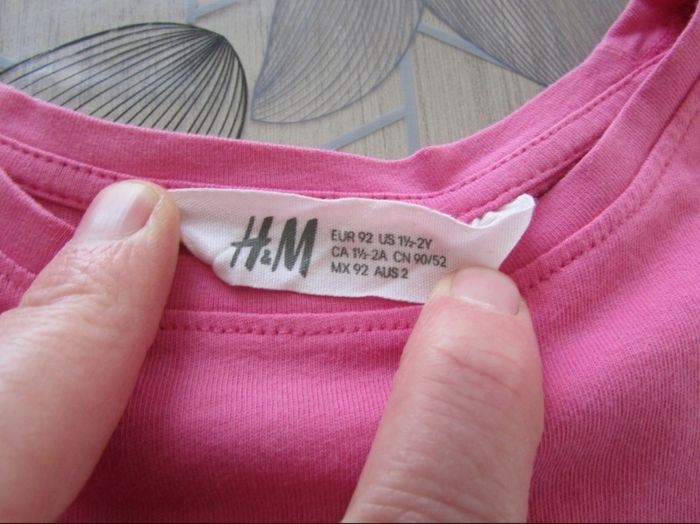 H&M
EUR 92 US 1½-2Y
CA 1½-2A CN 90/52
MX 92 AUS 2